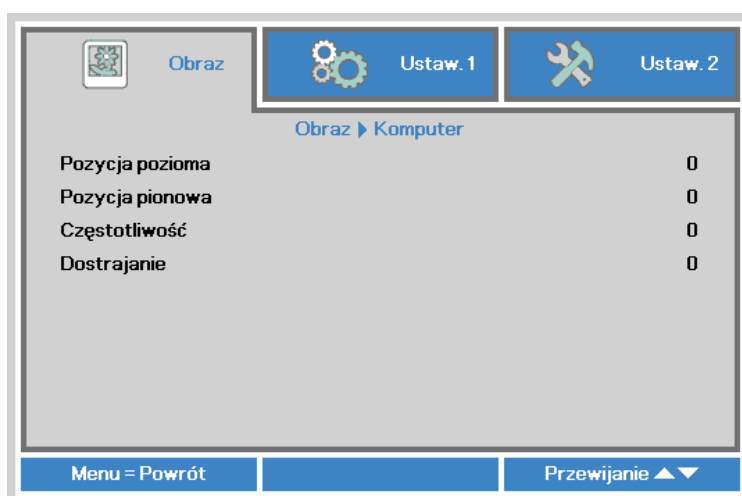 Obraz Ustaw. 1 Ustaw. 2
Obraz ▶ Komputer
Pozycja pozioma 0
Pozycja pionowa 0
Częstotliwość 0
Dostrajanie 0
Menu = Powrót Przewijanie ▲▼